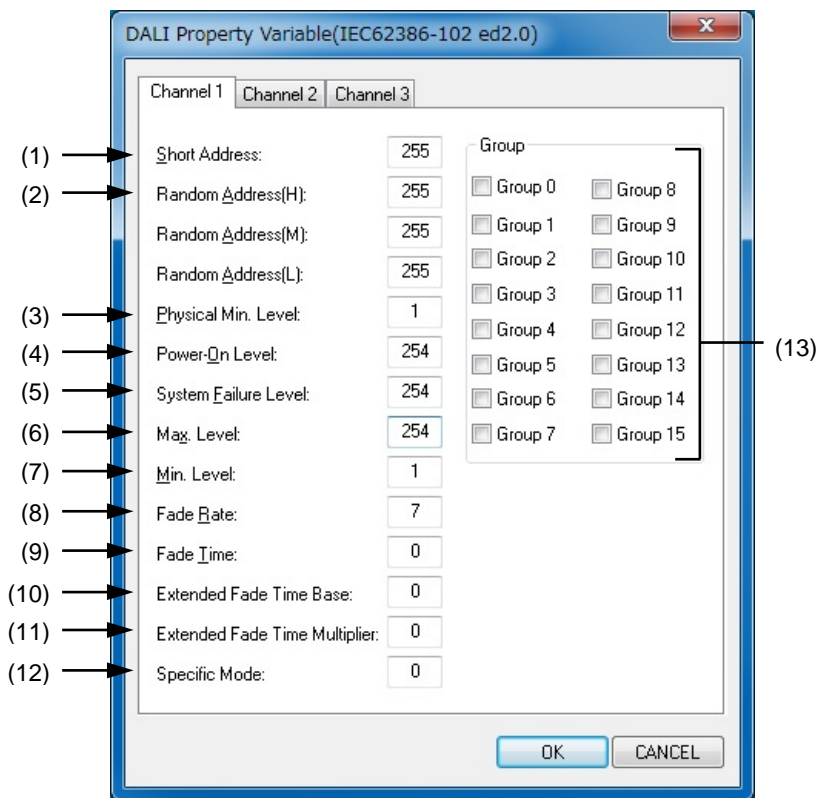 DALI Property Variable(IEC62386-102 ed2.0)
x
Channel 1 Channel 2 Channel 3
(1) Short Address: 255
(2) Random Address(H): 255
Random Address(M): 255
Random Address(L): 255
(3) Physical Min. Level: 1
(4) Power-On Level: 254
(5) System Failure Level: 254
(6) Max. Level: 254
(7) Min. Level: 1
(8) Fade Rate: 7
(9) Fade Time: 0
(10) Extended Fade Time Base: 0
(11) Extended Fade Time Multiplier: 0
(12) Specific Mode: 0
Group
Group 0 Group 8
Group 1 Group 9
Group 2 Group 10
Group 3 Group 11
Group 4 Group 12
Group 5 Group 13
Group 6 Group 14
Group 7 Group 15
(13)
OK CANCEL